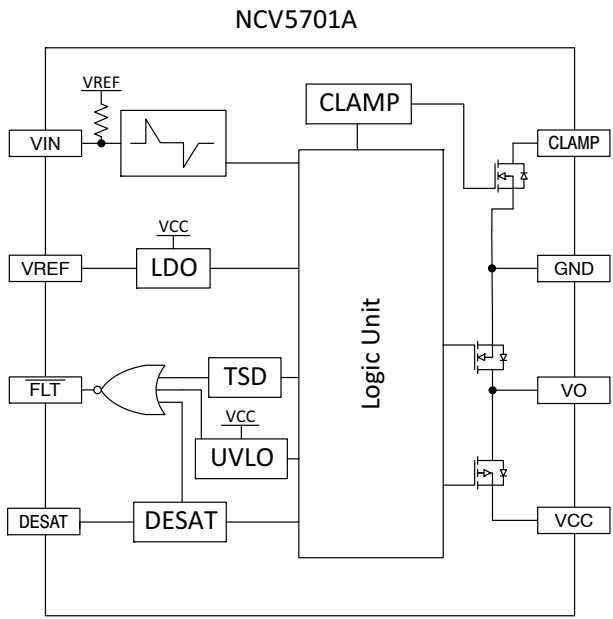 NCV5701A
VREF
VIN
CLAMP
CLAMP
VCC
VREF
LDO
GND
Logic Unit
FLT
TSD
VO
VCC
UVLO
DESAT
DESAT
VCC